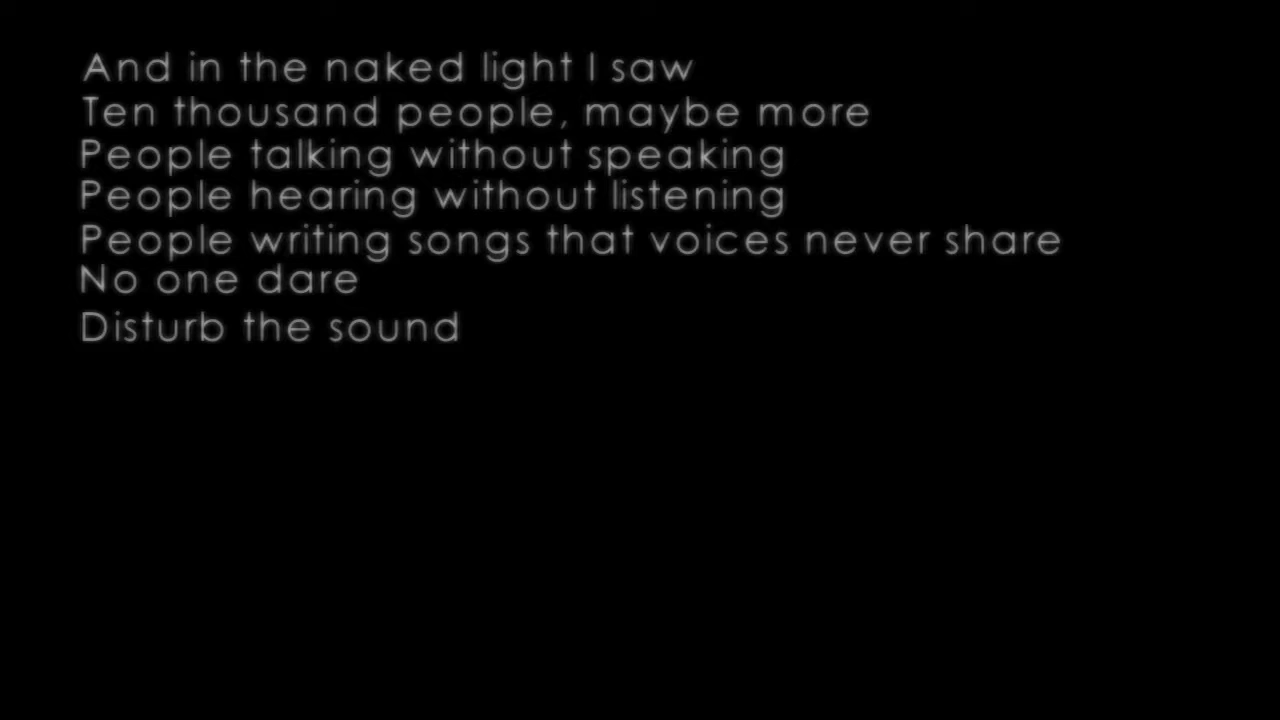 And in the naked light I saw
Ten thousand people, maybe more
People talking without speaking
People hearing without listening
People writing songs that voices never share
No one dare
Disturb the sound